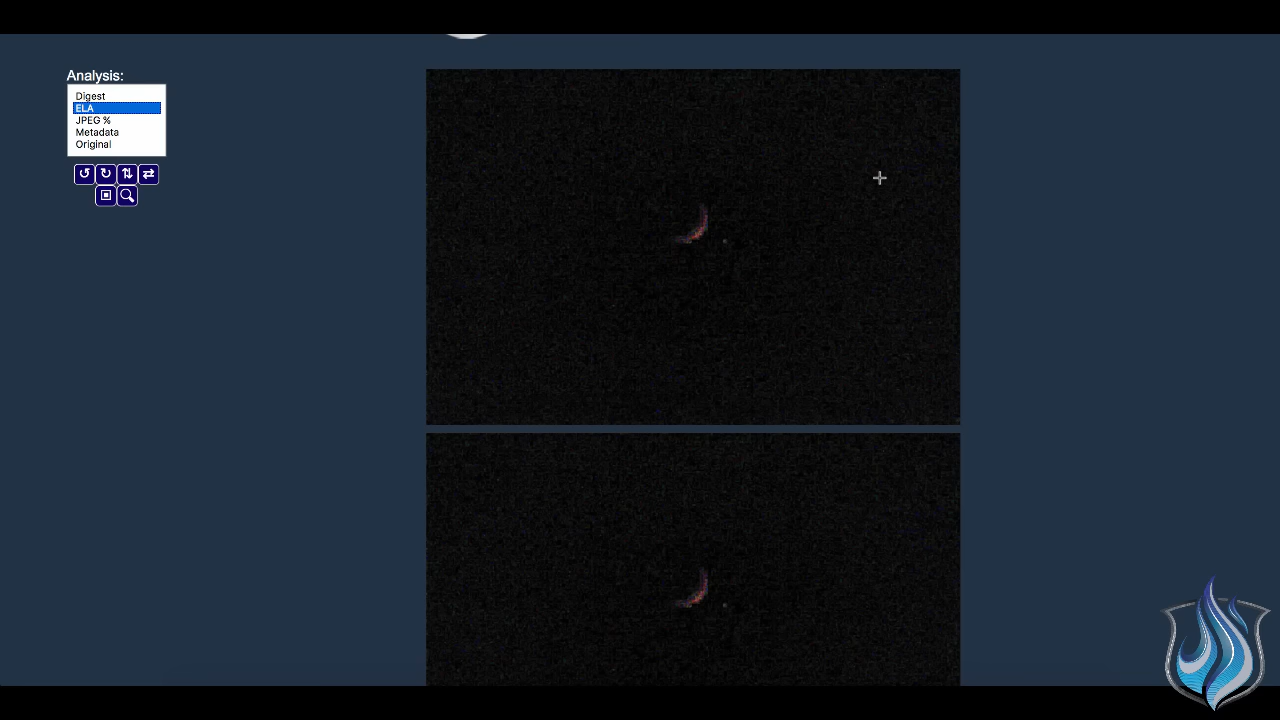 Analysis:
Digest
ELA
JPEG %
Metadata
Original